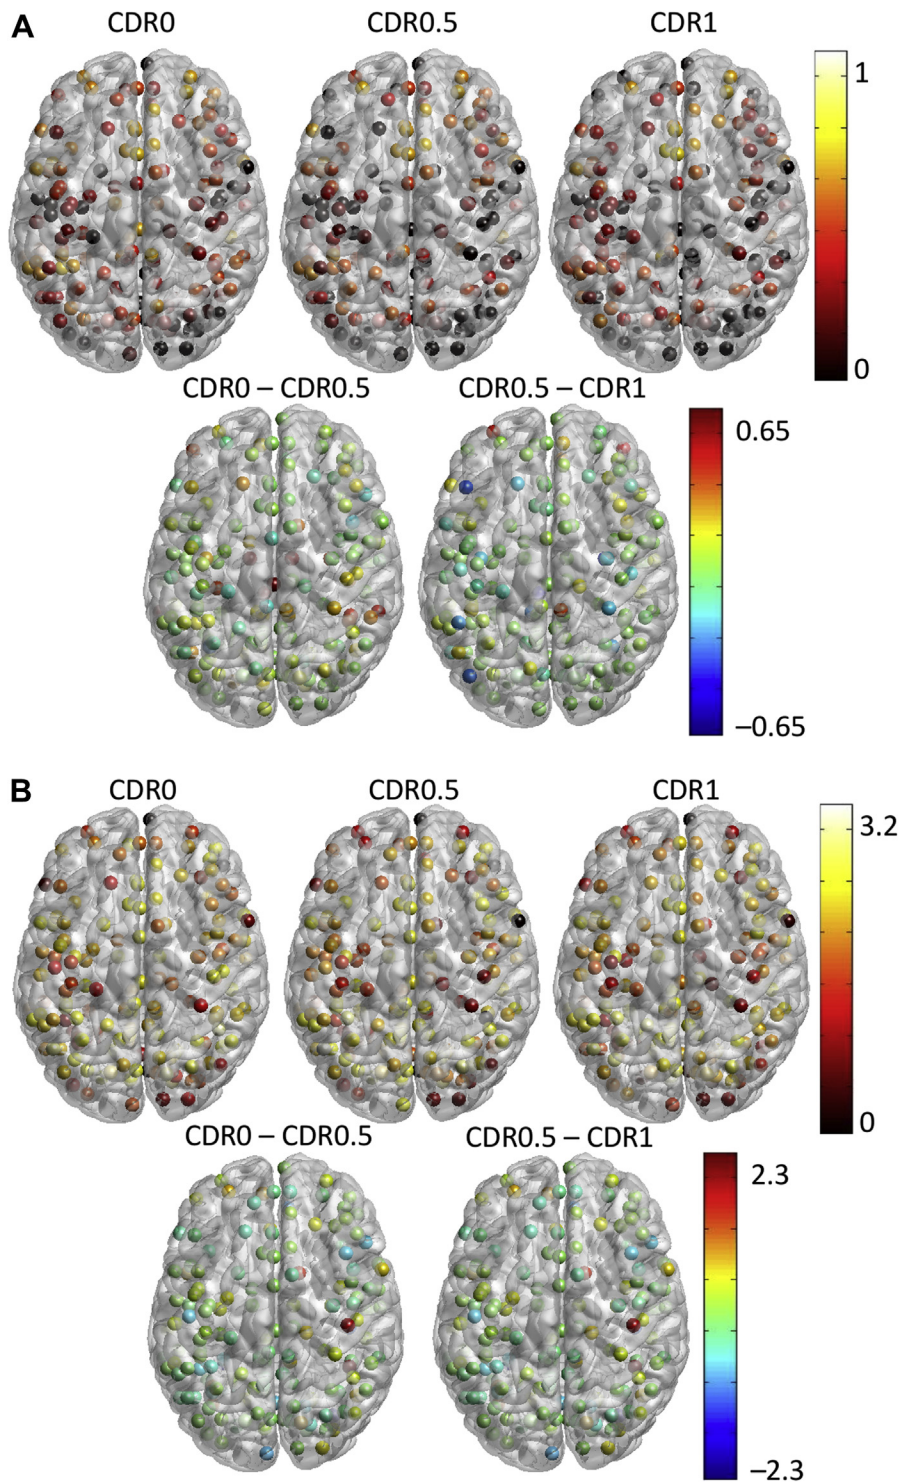 A
CDR0
CDR0.5
CDR1
1
0
CDR0 – CDR0.5
CDR0.5 – CDR1
0.65
–0.65
B
CDR0
CDR0.5
CDR1
3.2
0
CDR0 – CDR0.5
CDR0.5 – CDR1
2.3
–2.3